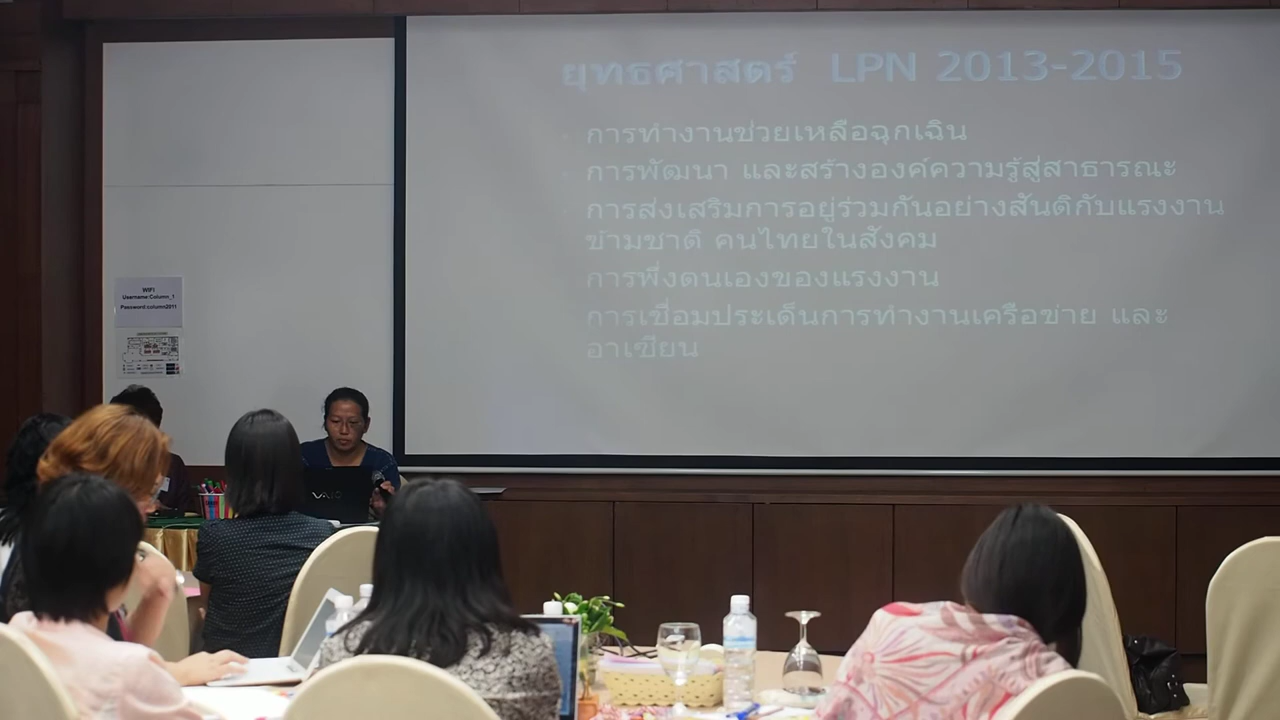 ยุทธศาสตร์ LPN 2013-2015
การทำงานช่วยเหลือฉุกเฉิน
การพัฒนา และสร้างองค์ความรู้สู่สาธารณะ
การส่งเสริมการอยู่ร่วมกันอย่างสันติกับแรงงาน
ข้ามชาติ คนไทยในสังคม
การพึ่งตนเองของแรงงาน
การเชื่อมประเด็นการทำงานเครือข่าย และ
อาเซียน
WIFI
Username:Column_1
Password:column2011
VAIO